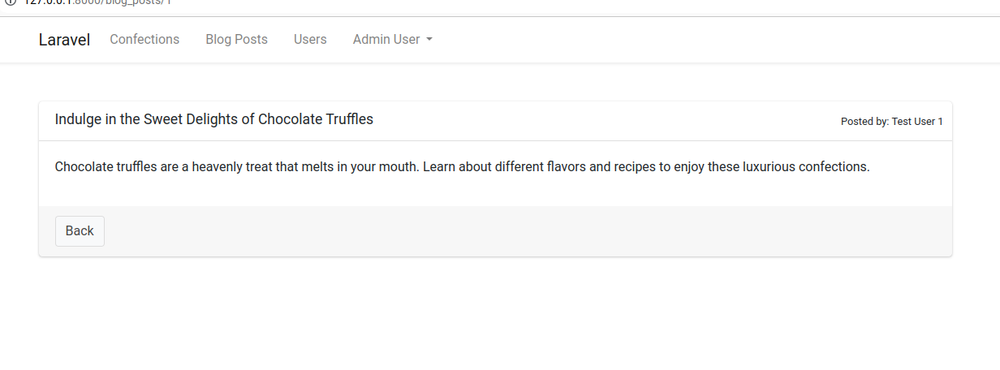 127.0.0.1:8000/blog_posts/1
Laravel Confections Blog Posts Users Admin User
Indulge in the Sweet Delights of Chocolate Truffles Posted by: Test User 1
Chocolate truffles are a heavenly treat that melts in your mouth. Learn about different flavors and recipes to enjoy these luxurious confections.
Back